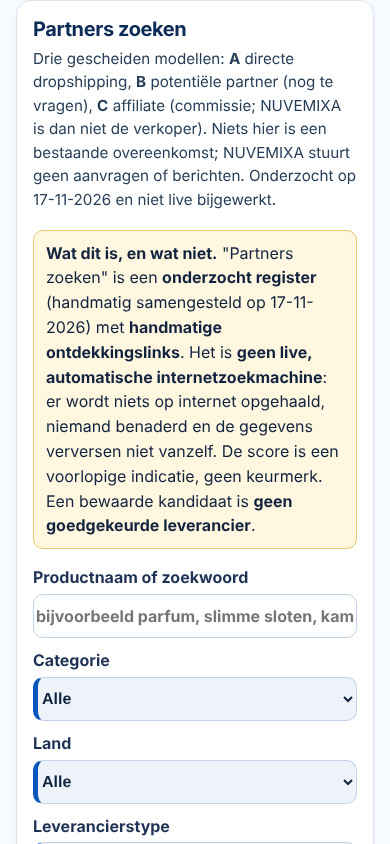 Partners zoeken
Drie gescheiden modellen: A directe
dropshipping, B potentiële partner (nog te
vragen), C affiliate (commissie; NUVEMIXA
is dan niet de verkoper). Niets hier is een
bestaande overeenkomst; NUVEMIXA stuurt
geen aanvragen of berichten. Onderzocht op
17-11-2026 en niet live bijgewerkt.
Wat dit is, en wat niet. "Partners
zoeken" is een onderzocht register
(handmatig samengesteld op 17-11-
2026) met handmatige
ontdekkingslinks. Het is geen live,
automatische internetzoekmachine:
er wordt niets op internet opgehaald,
niemand benaderd en de gegevens
verversen niet vanzelf. De score is een
voorlopige indicatie, geen keurmerk.
Een bewaarde kandidaat is geen
goedgekeurde leverancier.
Productnaam of zoekwoord
bijvoorbeeld parfum, slimme sloten, kam
Categorie
Alle
Land
Alle
Leverancierstype